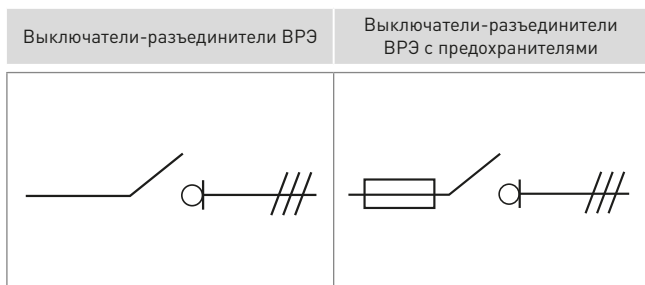 Выключатели-разъединители ВРЭ
Выключатели-разъединители
ВРЭ с предохранителями